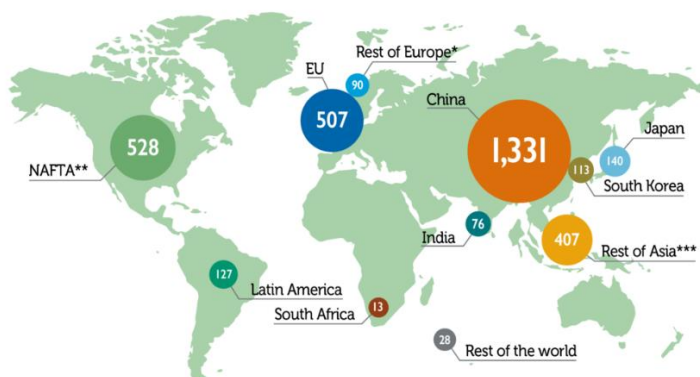 Rest of Europe*
90
EU
507
China
1,331
NAFTA**
528
Japan
140
113
South Korea
India
76
407
Rest of Asia***
127
Latin America
South Africa
13
28
Rest of the world